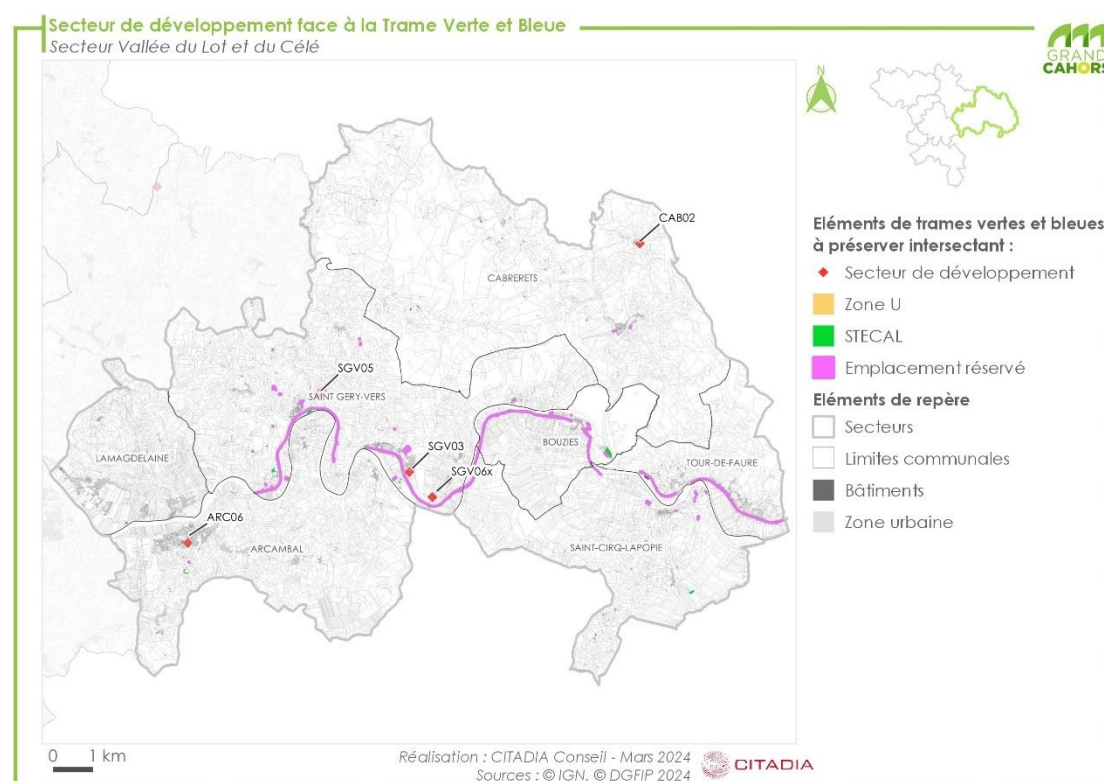 Secteur de développement face à la Trame Verte et Bleue
Secteur Vallée du Lot et du Célé
GRAND
CAHORS
N
CAB02
CABRERETS
SGV05
SAINT GERY-VERS
LAMAGDELAINE
SGV03
SGV06x
BOUZIES
TOUR-DE-FAURE
ARC06
ARCAMBAL
SAINT-CIRQ-LAPOPIE
Eléments de trames vertes et bleues
à préserver intersectant :
Secteur de développement
Zone U
STECAL
Emplacement réservé
Eléments de repère
Secteurs
Limites communales
Bâtiments
Zone urbaine
0 1 km
Réalisation : CITADIA Conseil - Mars 2024
Sources : © IGN, © DGFIP 2024
CITADIA